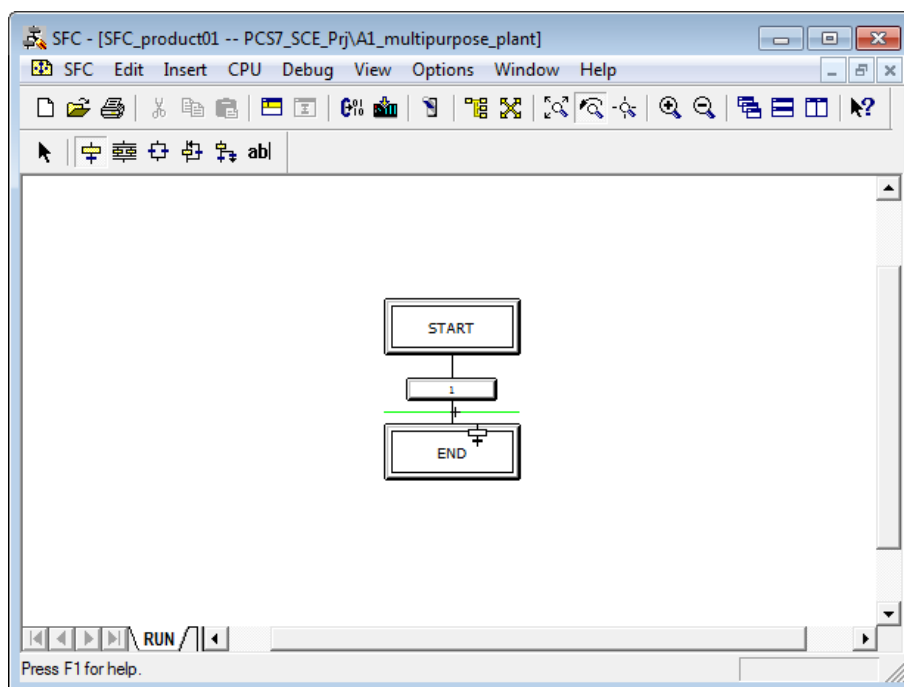 SFC - [SFC_product01 -- PCS7_SCE_Prj\A1_multipurpose_plant]
SFC Edit Insert CPU Debug View Options Window Help
abl
START
1
END
RUN
Press F1 for help.